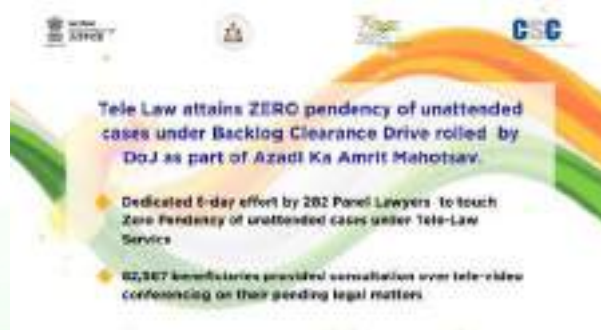 JUSTICE
CSC
Tele Law attains ZERO pendency of unattended
cases under Backlog Clearance Drive rolled by
DoJ as part of Azadi Ka Amrit Mahotsav.
Dedicated 6-day effort by 282 Panel Lawyers to touch
Zero Pendency of unattended cases under Tele-Law
Service
beneficiaries provided consultation over tele-video
conferencing on their pending legal matters